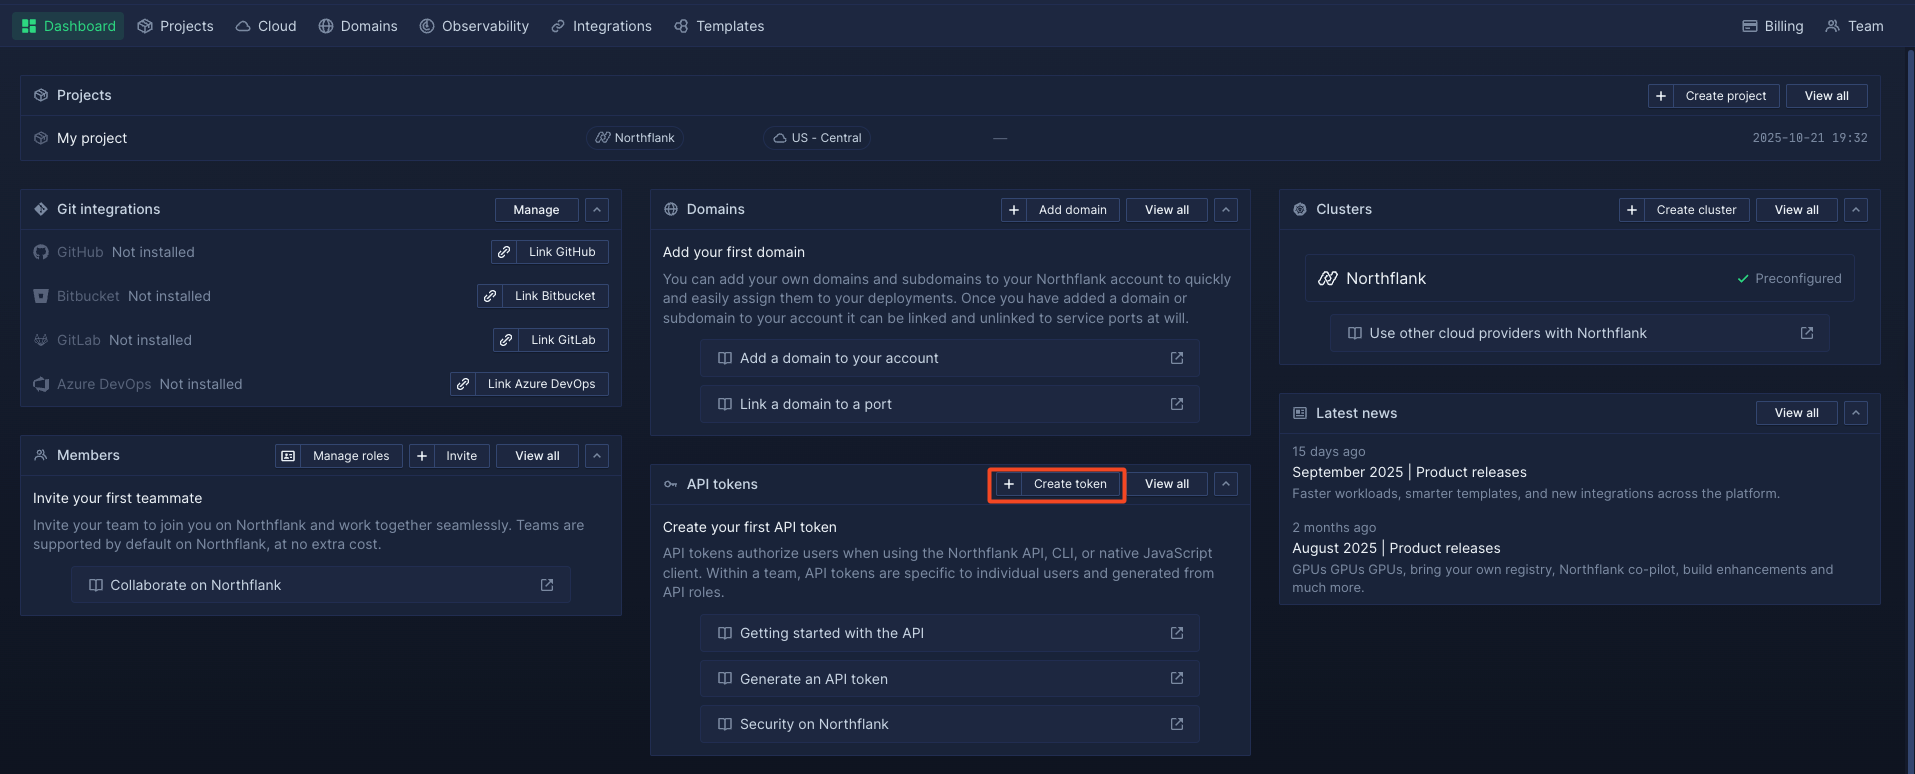 Dashboard Projects Cloud Domains Observability Integrations Templates Billing Team
Projects Create project View all
My project Northflank US - Central — 2025-10-21 19:32
Git integrations Manage
GitHub Not installed Link GitHub
Bitbucket Not installed Link Bitbucket
GitLab Not installed Link GitLab
Azure DevOps Not installed Link Azure DevOps
Members Manage roles Invite View all
Invite your first teammate
Invite your team to join you on Northflank and work together seamlessly. Teams are
supported by default on Northflank, at no extra cost.
Collaborate on Northflank
Domains Add domain View all
Add your first domain
You can add your own domains and subdomains to your Northflank account to quickly
and easily assign them to your deployments. Once you have added a domain or
subdomain to your account it can be linked and unlinked to service ports at will.
Add a domain to your account
Link a domain to a port
API tokens Create token View all
Create your first API token
API tokens authorize users when using the Northflank API, CLI, or native JavaScript
client. Within a team, API tokens are specific to individual users and generated from
API roles.
Getting started with the API
Generate an API token
Security on Northflank
Clusters Create cluster View all
Northflank Preconfigured
Use other cloud providers with Northflank
Latest news View all
15 days ago
September 2025 | Product releases
Faster workloads, smarter templates, and new integrations across the platform.
2 months ago
August 2025 | Product releases
GPUs GPUs GPUs, bring your own registry, Northflank co-pilot, build enhancements and
much more.